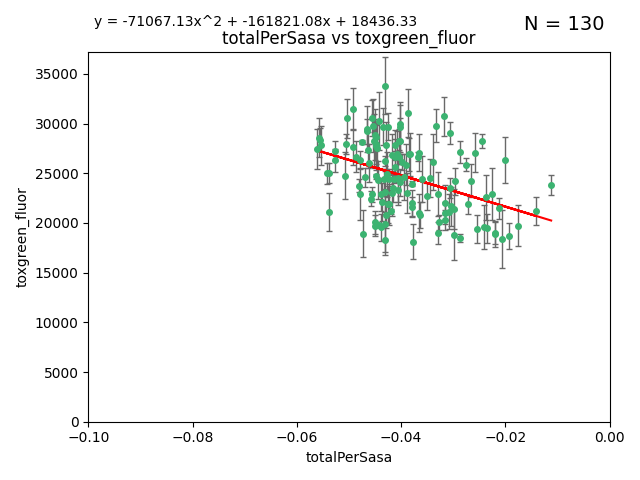 y = -71067.13x^2 + -161821.08x + 18436.33
N = 130
totalPerSasa vs toxgreen_fluor
35000
30000
25000
20000
15000
10000
5000
0
toxgreen_fluor
−0.10
−0.08
−0.06
−0.04
−0.02
0.00
totalPerSasa